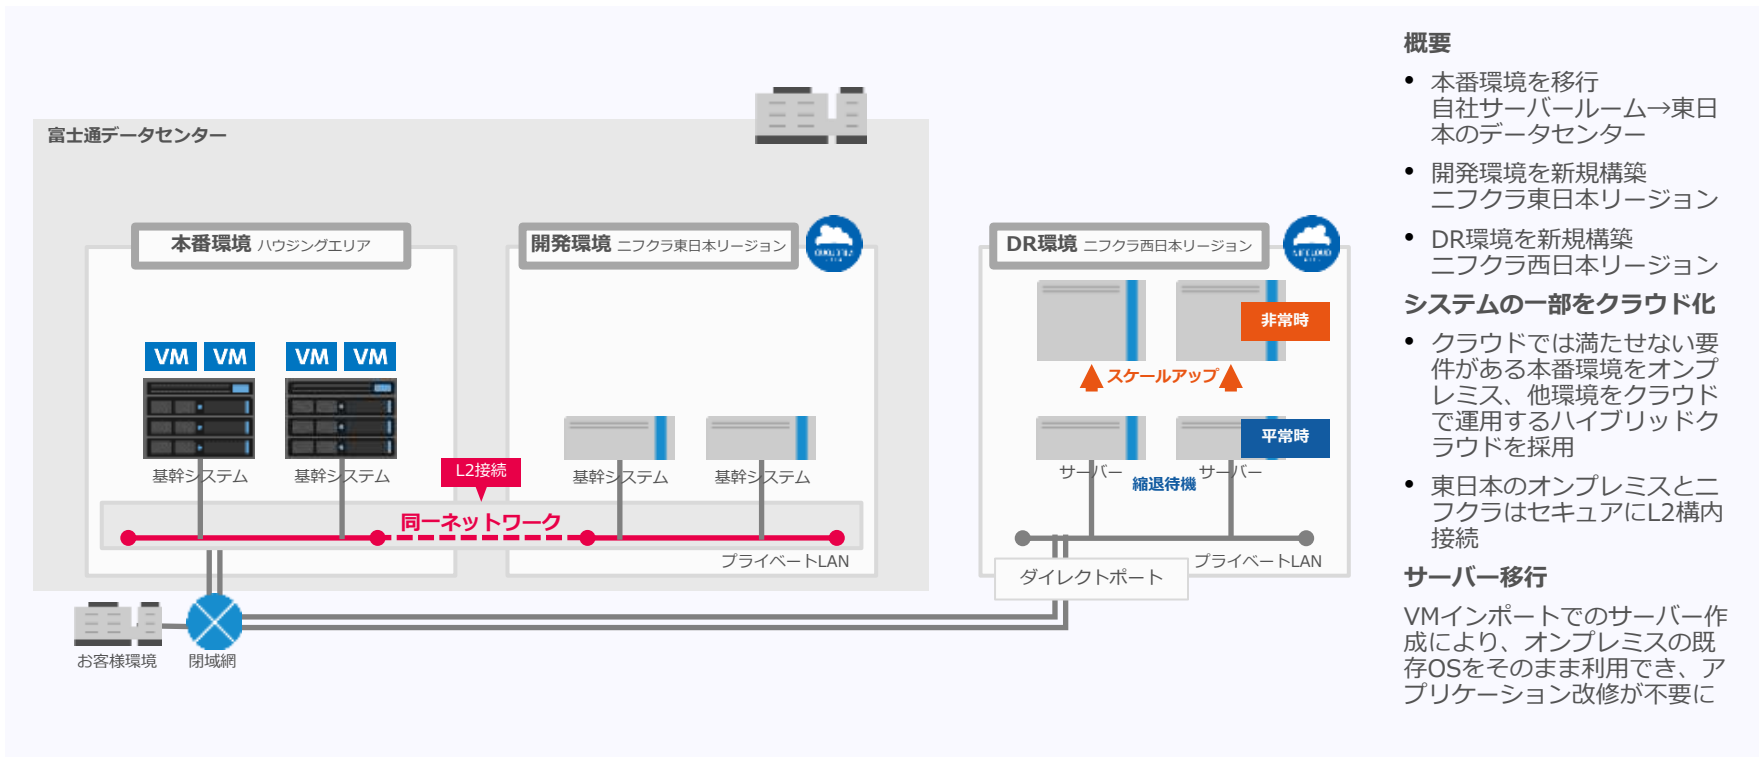 富士通データセンター
本番環境 ハウジングエリア
開発環境 ニフクラ東日本リージョン
DR環境 ニフクラ西日本リージョン
VM VM VM VM
非常時
スケールアップ
平常時
基幹システム 基幹システム
L2接続
基幹システム 基幹システム
サーバー サーバー
縮退待機
同一ネットワーク
プライベートLAN
プライベートLAN
ダイレクトポート
お客様環境 閉域網
概要
• 本番環境を移行
自社サーバールーム→東日
本のデータセンター
• 開発環境を新規構築
ニフクラ東日本リージョン
• DR環境を新規構築
ニフクラ西日本リージョン
システムの一部をクラウド化
• クラウドでは満たせない要
件がある本番環境をオンプ
レミス、他環境をクラウド
で運用するハイブリッドク
ラウドを採用
• 東日本のオンプレミスとニ
フクラはセキュアにL2構内
接続
サーバー移行
VMインポートでのサーバー作
成により、オンプレミスの既
存OSをそのまま利用でき、ア
プリケーション改修が不要に